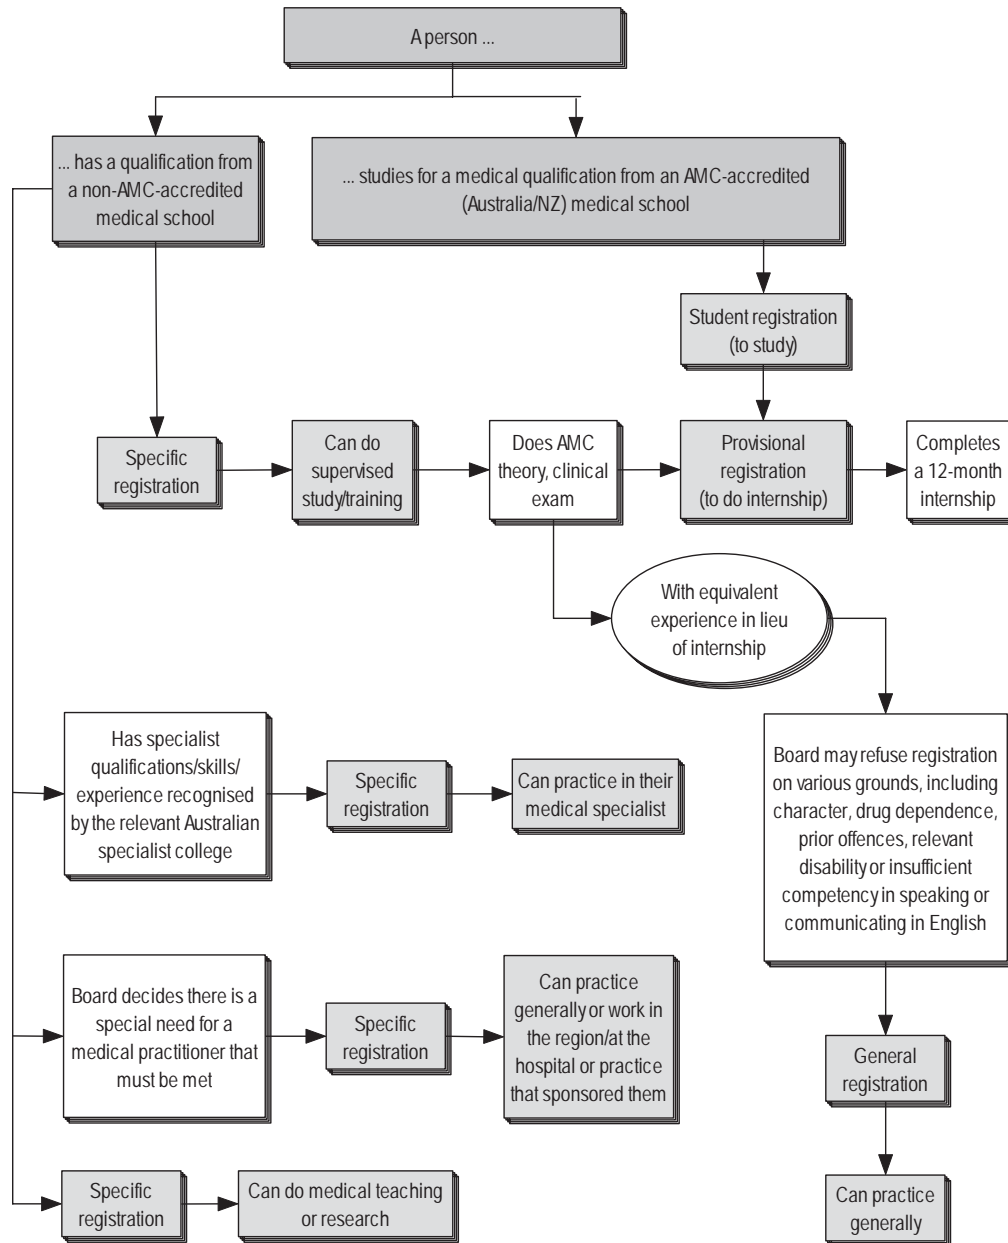 A person ...
... has a qualification from
a non-AMC-accredited
medical school
... studies for a medical qualification from an AMC-accredited
(Australia/NZ) medical school
Student registration
(to study)
Specific
registration
Can do
supervised
study/training
Does AMC
theory, clinical
exam
Provisional
registration
(to do internship)
Completes
a 12-month
internship
With equivalent
experience in lieu
of internship
Has specialist
qualifications/skills/
experience recognised
by the relevant Australian
specialist college
Specific
registration
Can practice in their
medical specialist
Board may refuse registration
on various grounds, including
character, drug dependence,
prior offences, relevant
disability or insufficient
competency in speaking or
communicating in English
Board decides there is a
special need for a
medical practitioner that
must be met
Specific
registration
Can practice
generally or work in
the region/at the
hospital or practice
that sponsored them
General
registration
Specific
registration
Can do medical teaching
or research
Can practice
generally